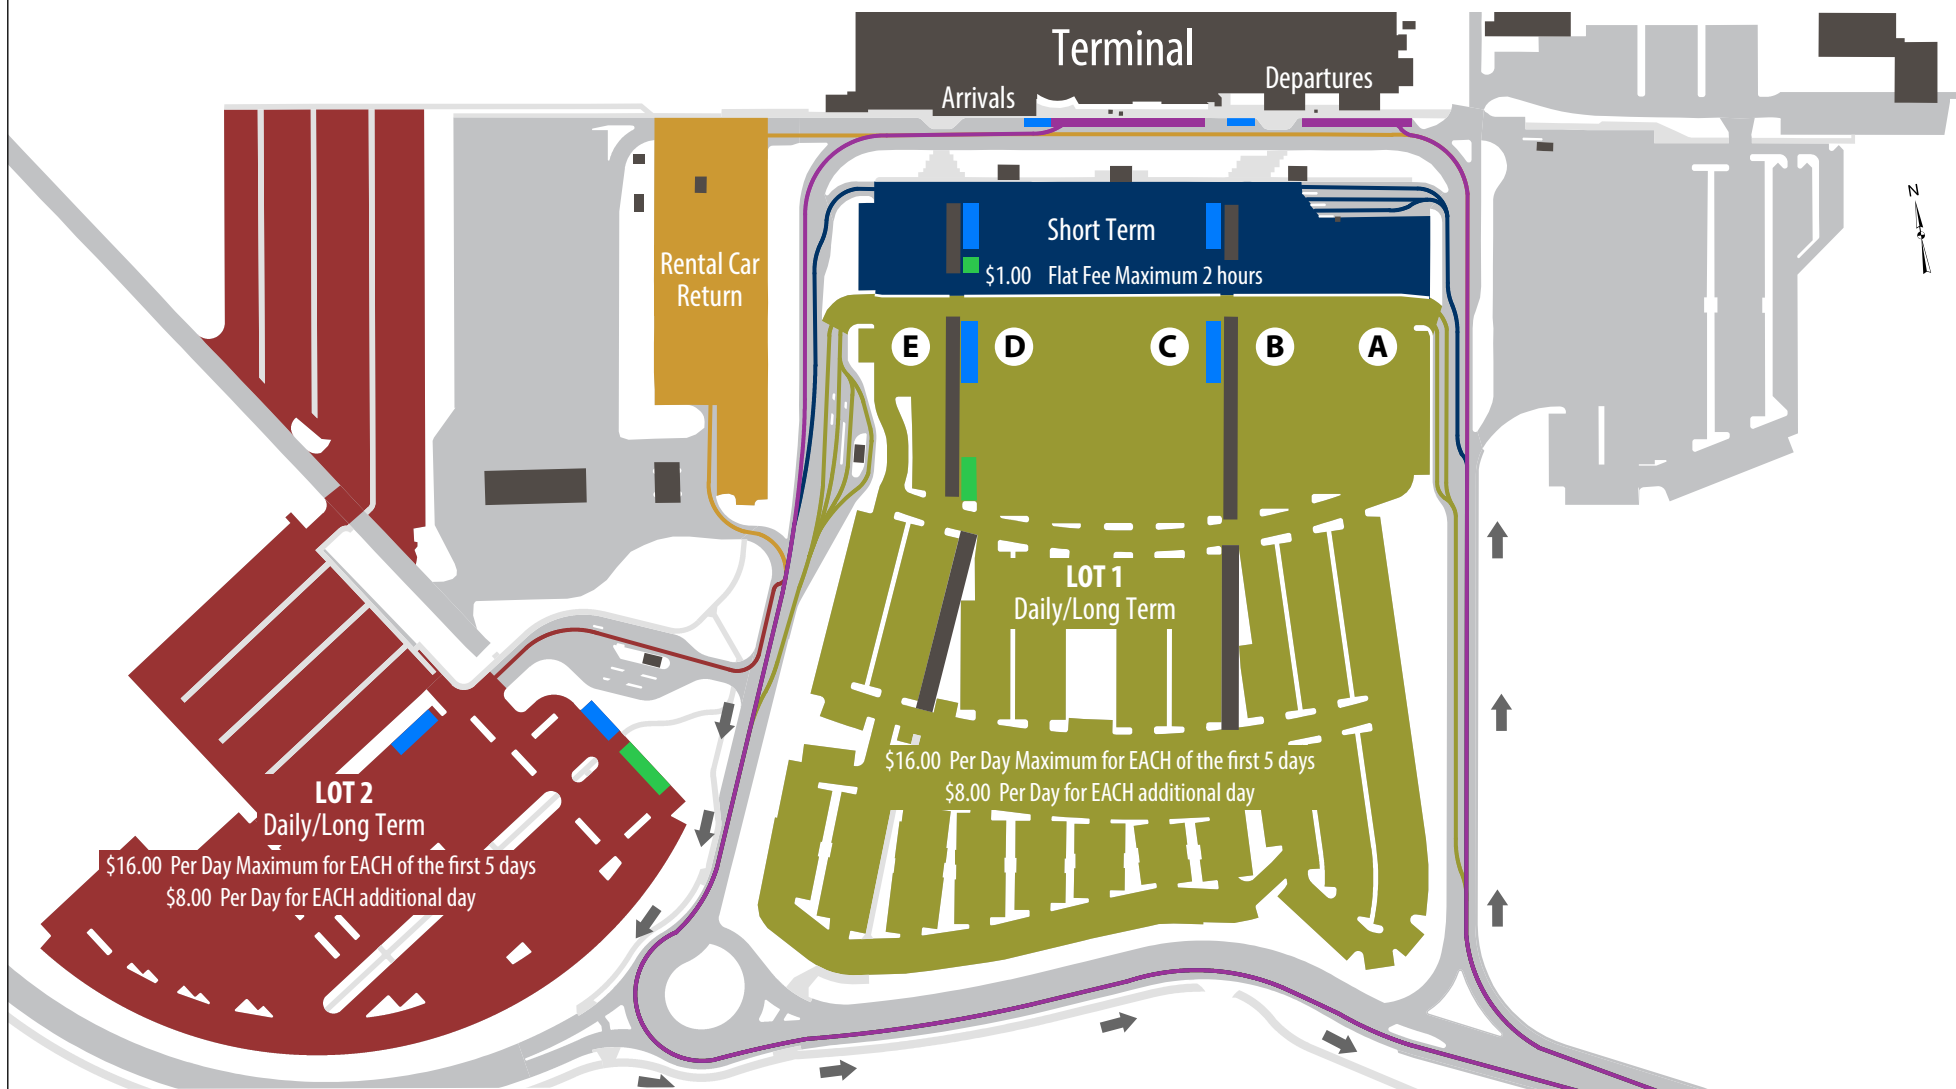 Terminal
Departures
Arrivals
N
Short Term
$1.00 Flat Fee Maximum 2 hours
Rental Car
Return
E
D
C
B
A
LOT 1
Daily/Long Term
$16.00 Per Day Maximum for EACH of the first 5 days
$8.00 Per Day for EACH additional day
LOT 2
Daily/Long Term
$16.00 Per Day Maximum for EACH of the first 5 days
$8.00 Per Day for EACH additional day